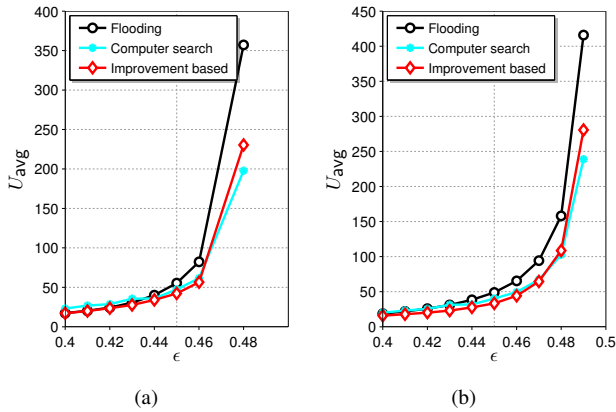 400
350
300
250
200
150
100
50
0
U_avg
Flooding
Computer search
Improvement based
0.4
0.42
0.44
0.46
0.48
ϵ
(a)
450
400
350
300
250
200
150
100
50
0
U_avg
Flooding
Computer search
Improvement based
0.4
0.42
0.44
0.46
0.48
0.5
ϵ
(b)